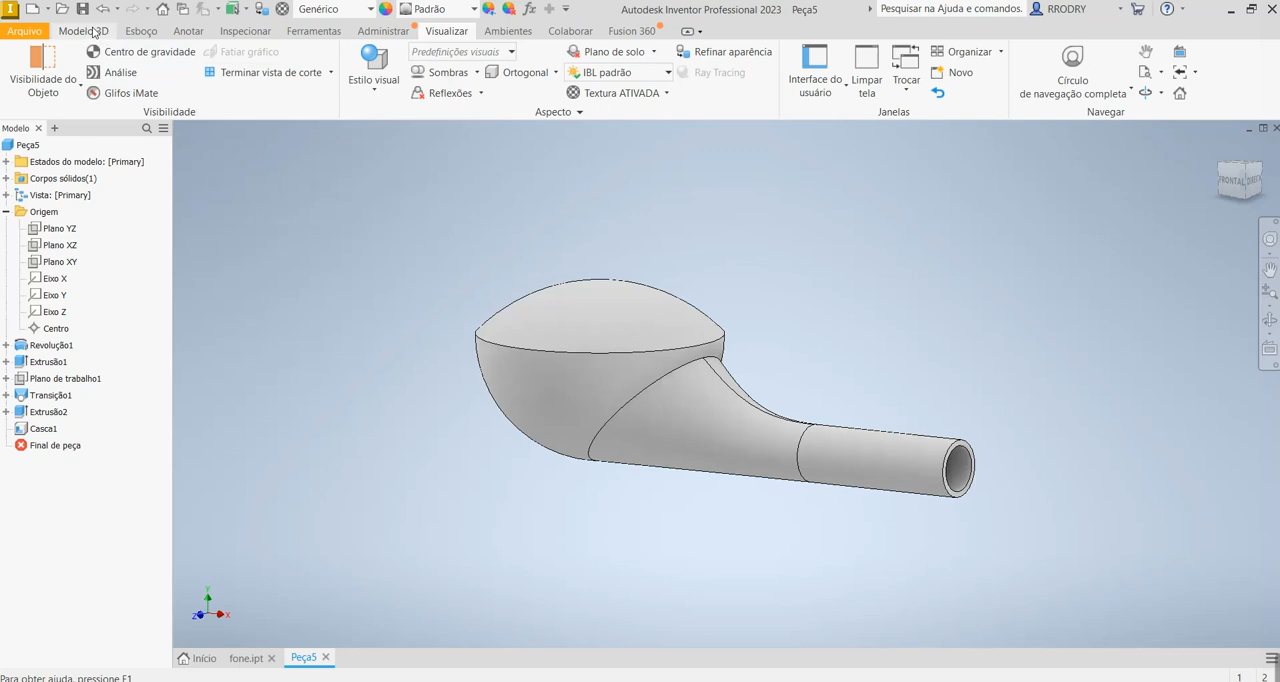 Genérico
Padrão
Autodesk Inventor Professional 2023 Peça5
Pesquisar na Ajuda e comandos.
RRODRY
Arquivo
Modelo 3D
Esboço
Anotar
Inspecionar
Ferramentas
Administrar
Visualizar
Ambientes
Colaborar
Fusion 360
Visibilidade do
Objeto
Centro de gravidade
Análise
Glifos iMate
Fatiar gráfico
Terminar vista de corte
Visibilidade
Estilo visual
Predefinições visuais
Sombras
Reflexões
Ortogonal
Plano de solo
IBL padrão
Textura ATIVADA
Refinar aparência
Ray Tracing
Aspecto
Interface do
usuário
Limpar
tela
Trocar
Organizar
Novo
Janelas
Círculo
de navegação completa
Navegar
Modelo
Peça5
Estados do modelo: [Primary]
Corpos sólidos(1)
Vista: [Primary]
Origem
Plano YZ
Plano XZ
Plano XY
Eixo X
Eixo Y
Eixo Z
Centro
Revolução1
Extrusão1
Plano de trabalho1
Transição1
Extrusão2
Casca1
Final de peça
FRONTAL
Y
Z
X
Início
fone.ipt
Peça5
Para obter ajuda, pressione F1
1
2